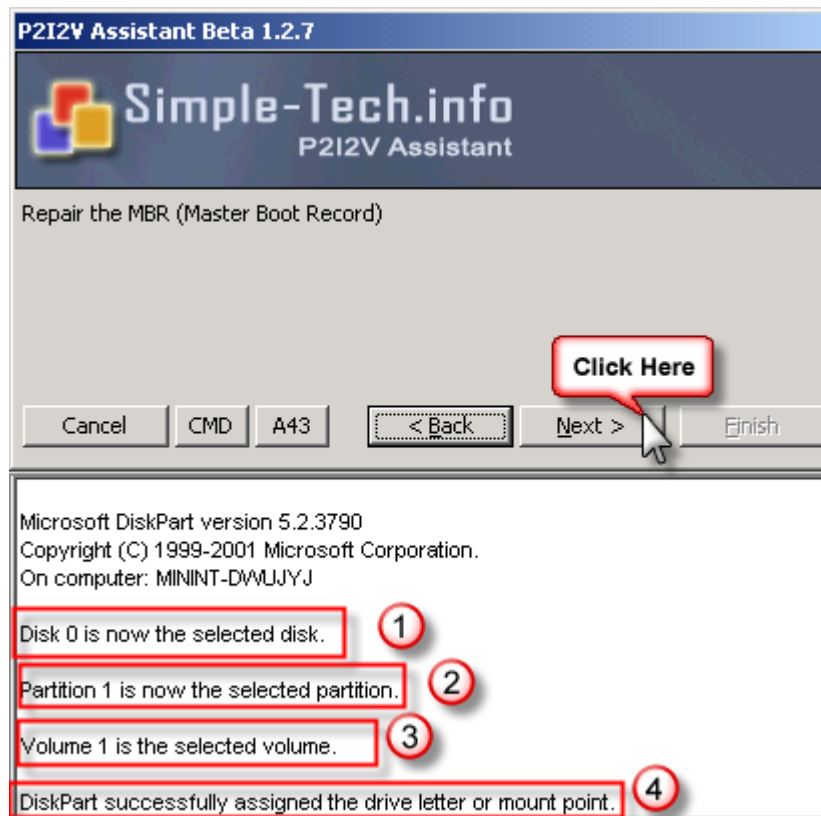 P2I2V Assistant Beta 1.2.7
Simple-Tech.info
P2I2V Assistant
Repair the MBR (Master Boot Record)
Click Here
Cancel CMD A43 < Back Next > Finish
Microsoft DiskPart version 5.2.3790
Copyright (C) 1999-2001 Microsoft Corporation.
On computer: MININT-DWUJYJ
Disk 0 is now the selected disk. 1
Partition 1 is now the selected partition. 2
Volume 1 is the selected volume. 3
DiskPart successfully assigned the drive letter or mount point. 4